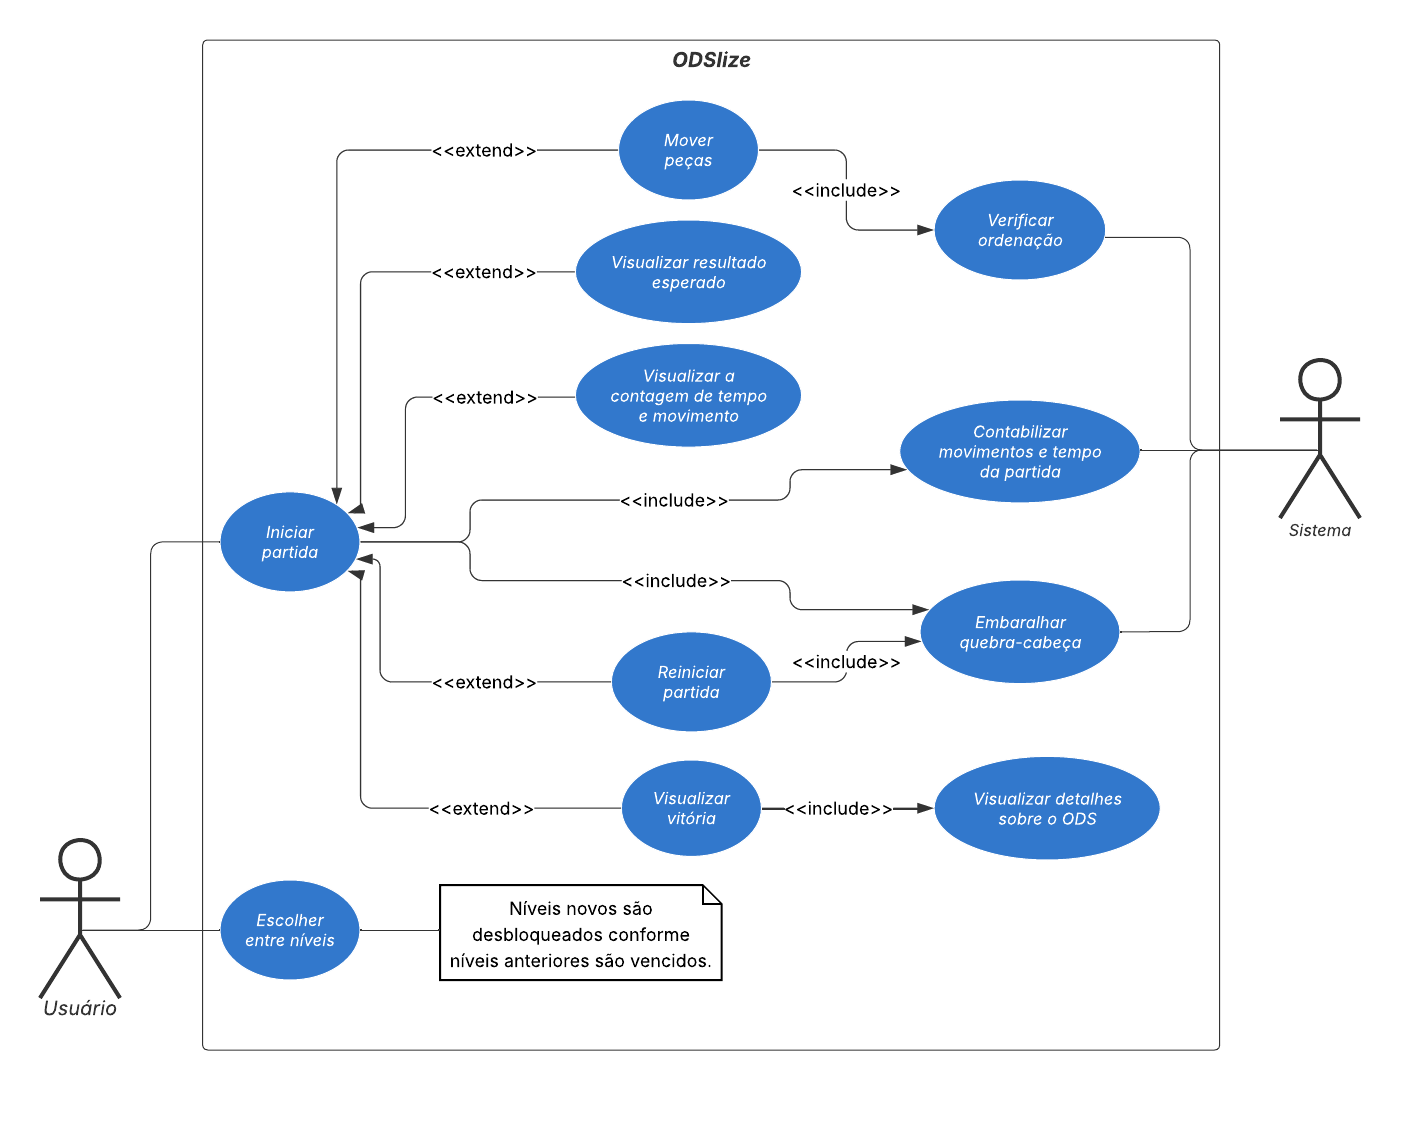 ODSlize
Mover
peças
<<extend>>
<<include>>
Verificar
ordenação
Visualizar resultado
esperado
<<extend>>
Visualizar a
contagem de tempo
e movimento
<<extend>>
Contabilizar
movimentos e tempo
da partida
<<include>>
Sistema
Iniciar
partida
<<include>>
Embaralhar
quebra-cabeça
<<include>>
Reiniciar
partida
<<extend>>
Visualizar
vitória
<<extend>>
<<include>>
Visualizar detalhes
sobre o ODS
Escolher
entre níveis
Níveis novos são
desbloqueados conforme
níveis anteriores são vencidos.
Usuário